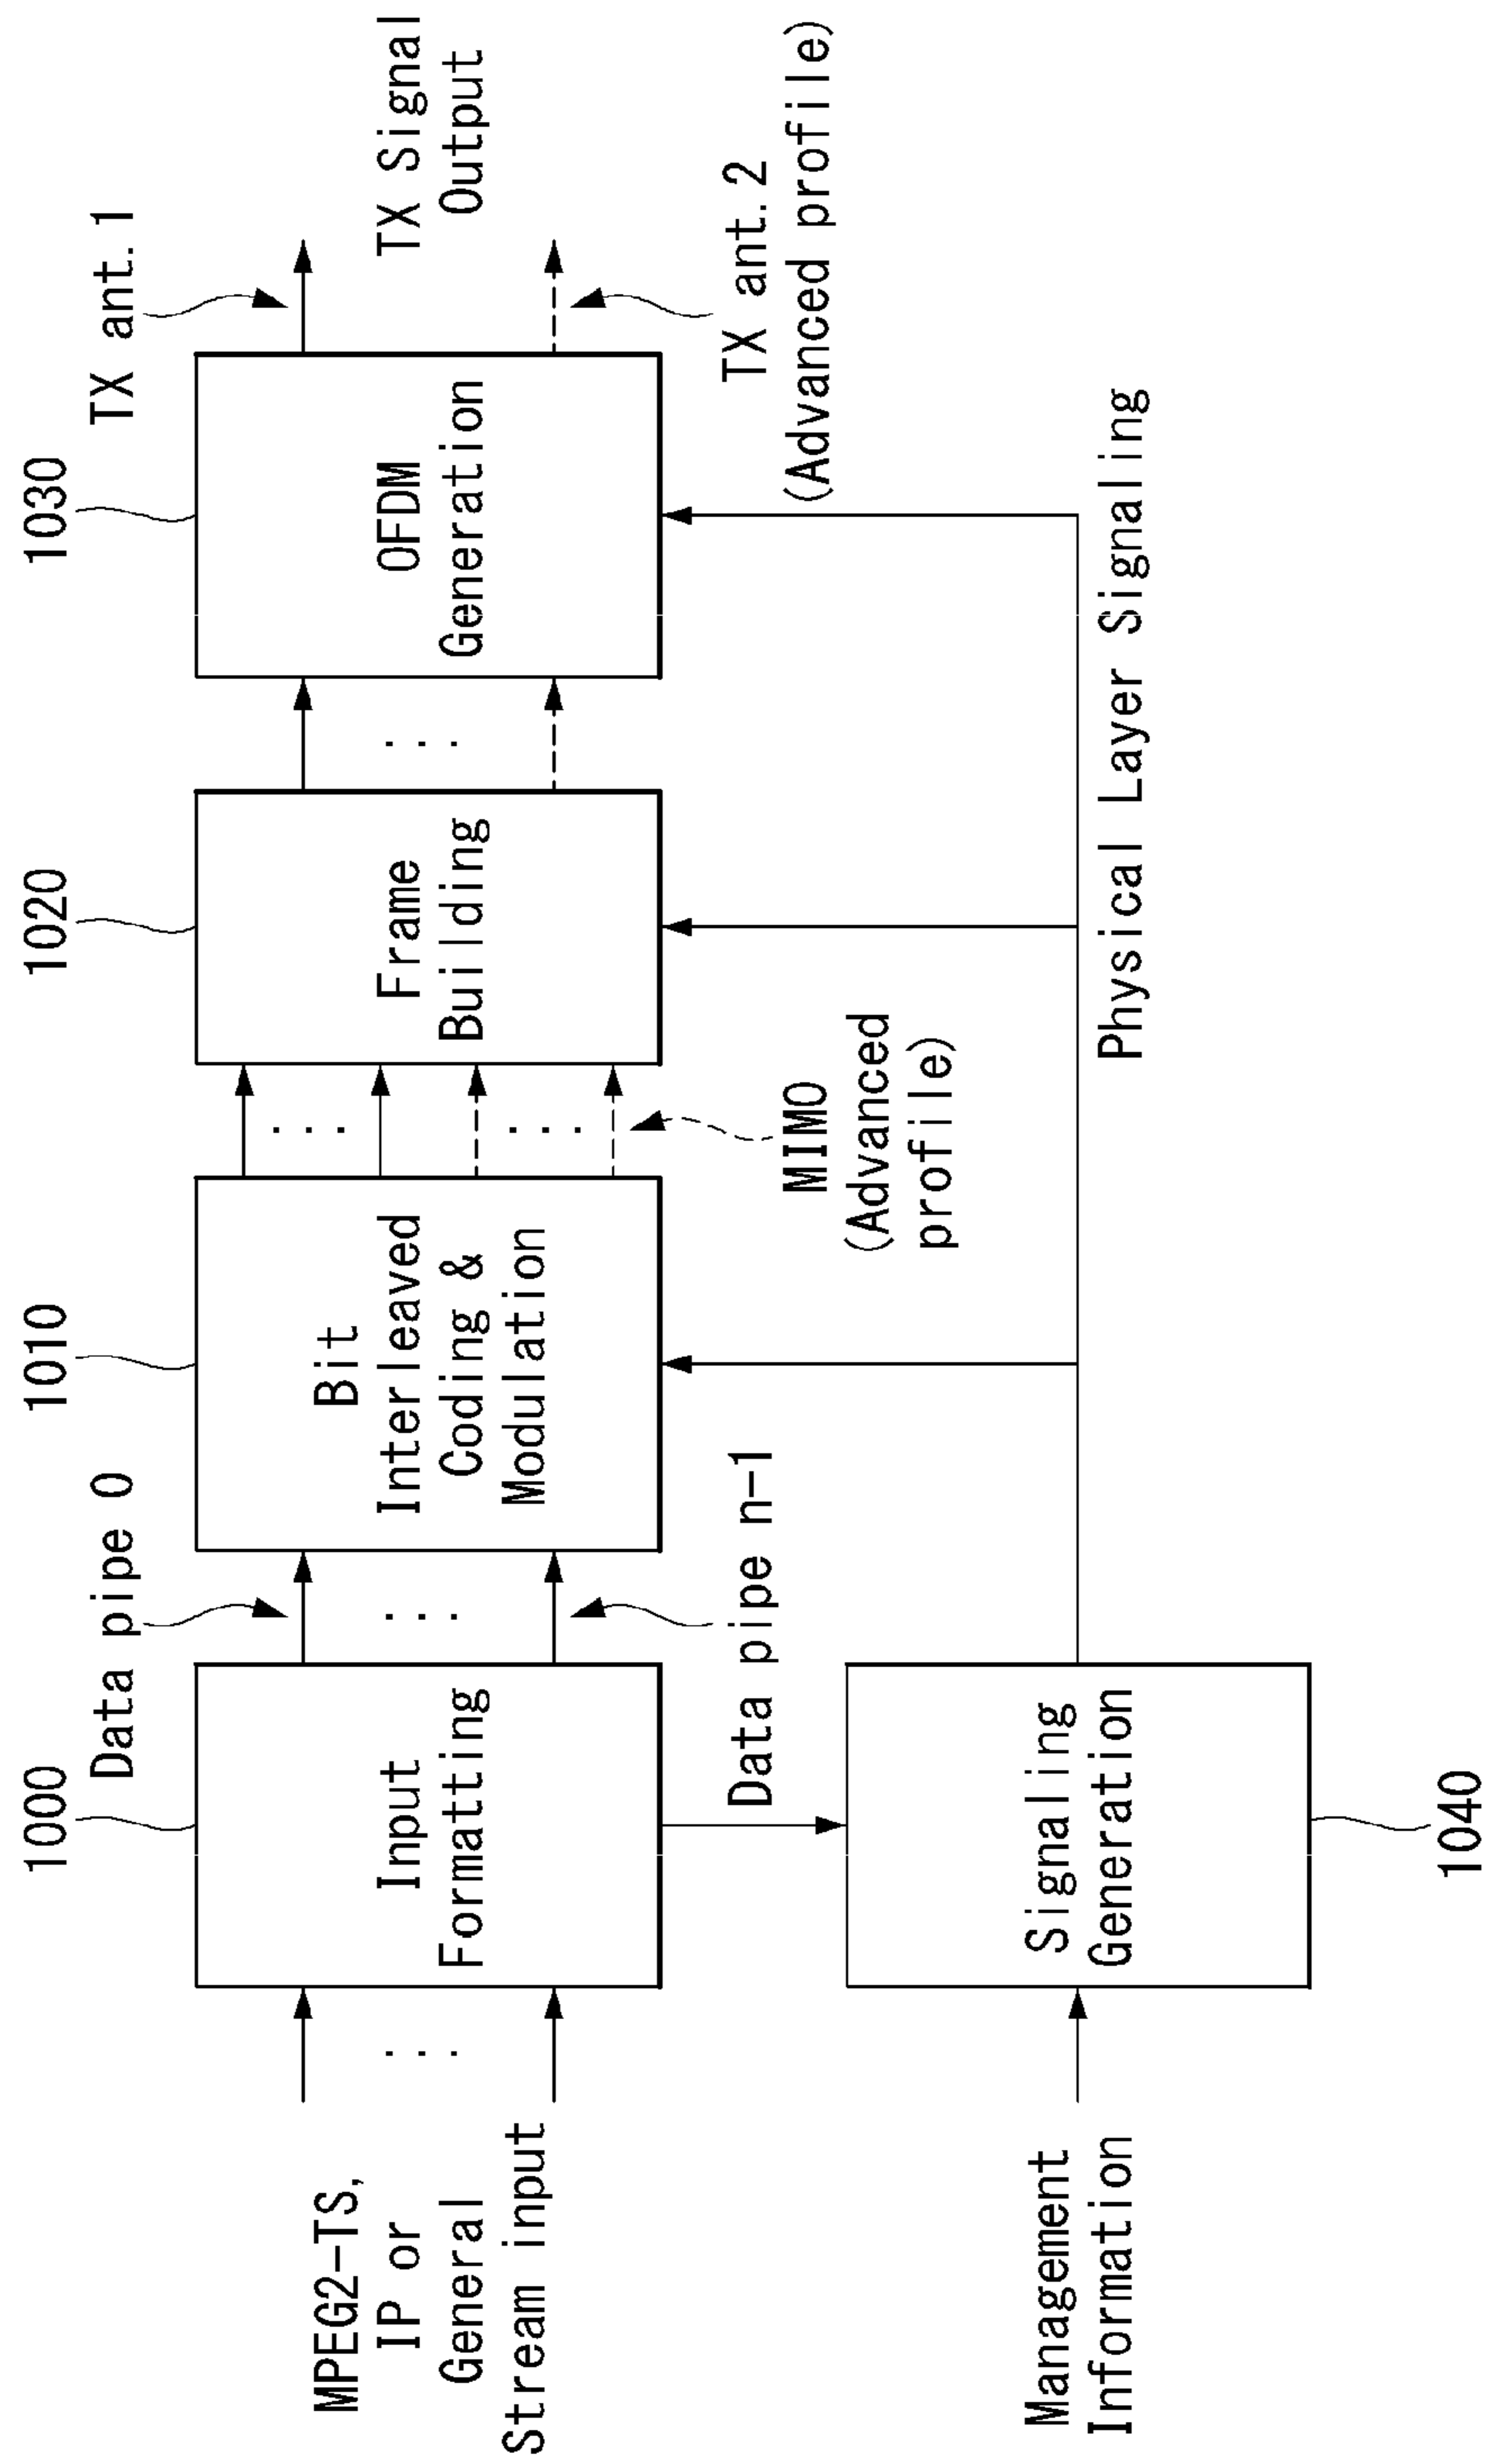 1000
1010
1020
1030
Data pipe 0
TX ant.1
MPEG2-TS,
IP or
General
Stream input
...
Input
Formatting
...
Bit
Interleaved
Coding &
Modulation
...
...
Frame
Building
...
OFDM
Generation
TX Signal
Output
Data pipe n-1
MIMO
(Advanced
profile)
TX ant.2
(Advanced profile)
Management
Information
Signaling
Generation
Physical Layer Signaling
1040